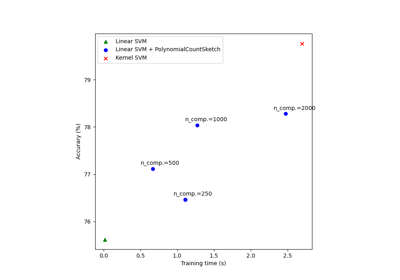 Linear SVM
Linear SVM + PolynomialCountSketch
Kernel SVM
79
78
77
76
n_comp.=2000
n_comp.=1000
n_comp.=500
n_comp.=250
Accurary (%)
0.0 0.5 1.0 1.5 2.0 2.5
Training time (s)